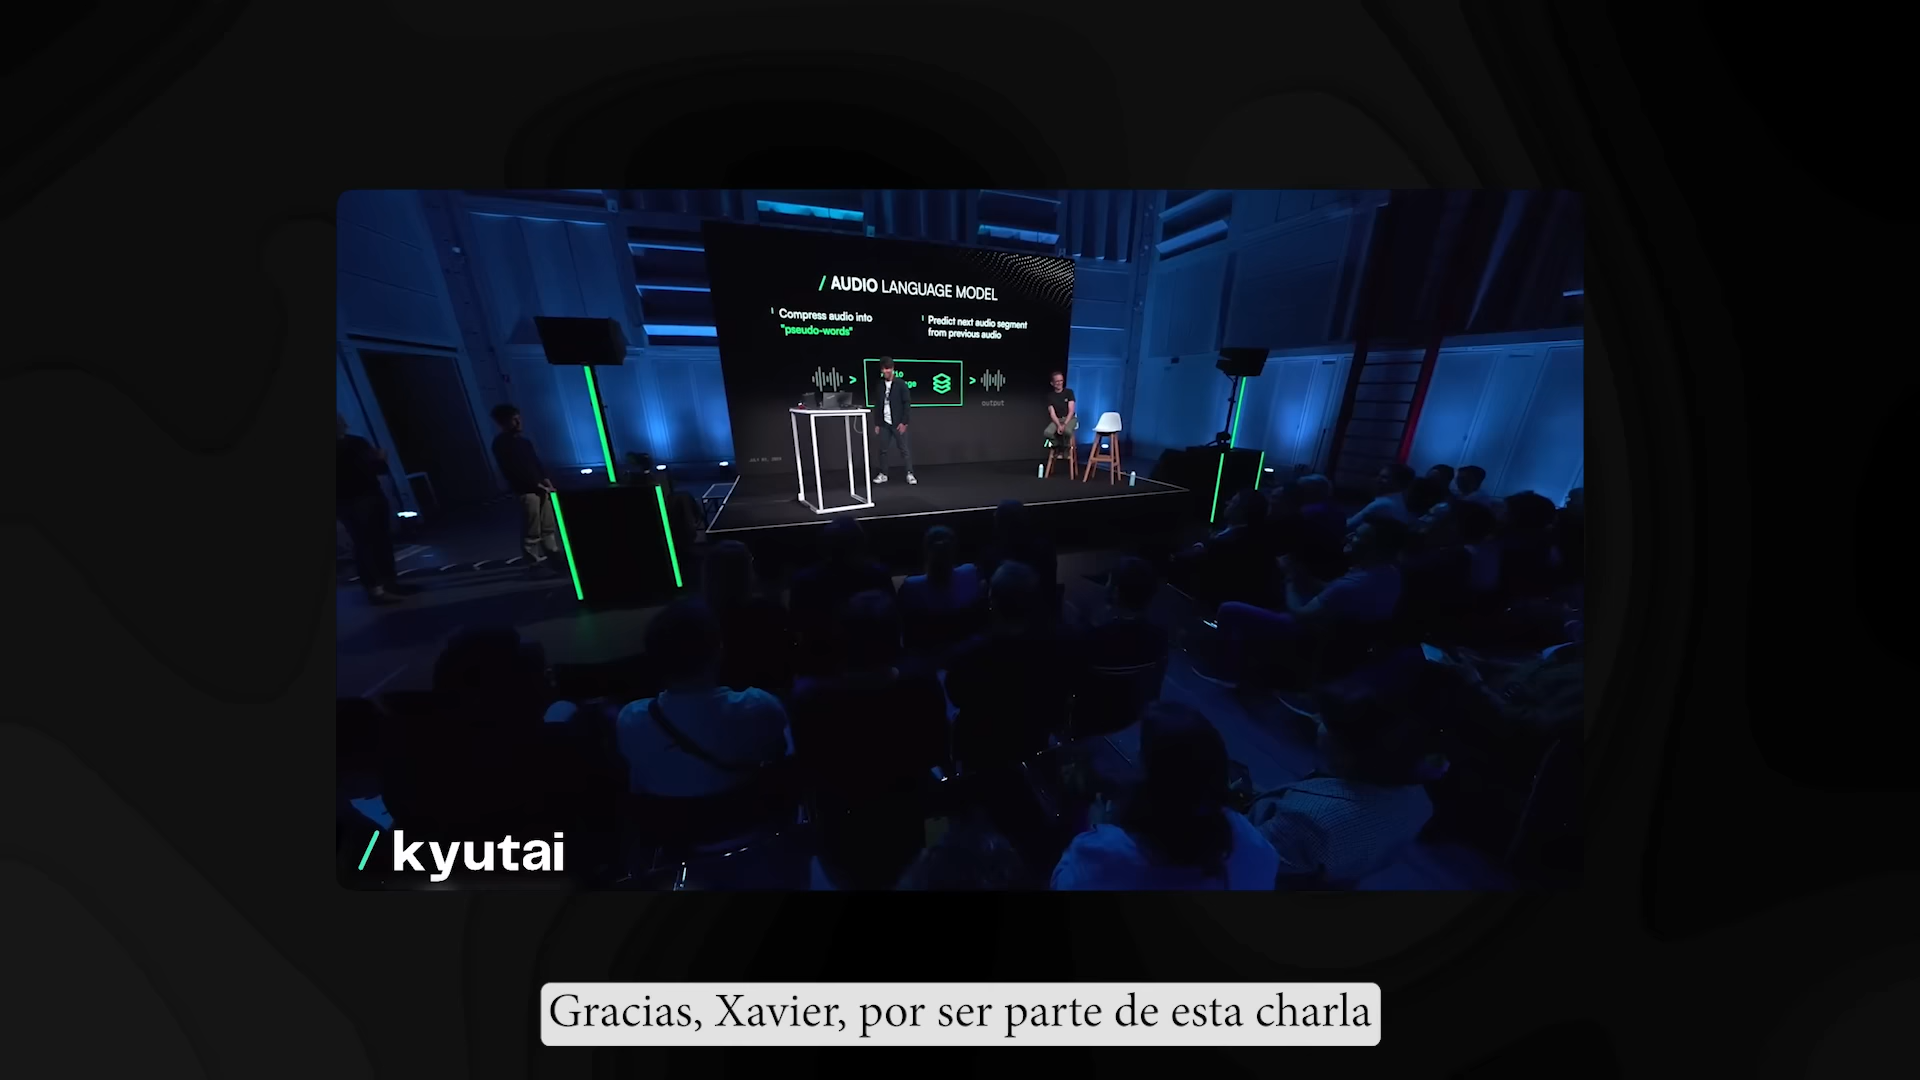 / AUDIO LANGUAGE MODEL
Compress audio into
"pseudo-words"
Predict next audio segment
from previous audio
output
/ kyutai
Gracias, Xavier, por ser parte de esta charla